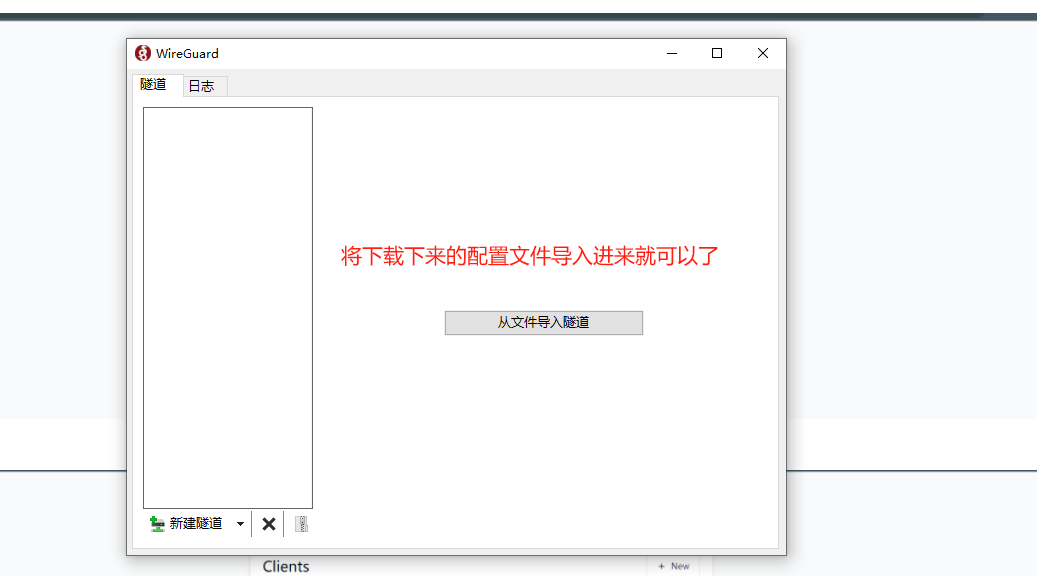 WireGuard
隧道 日志
将下载下来的配置文件导入进来就可以了
从文件导入隧道
新建隧道
Clients + New